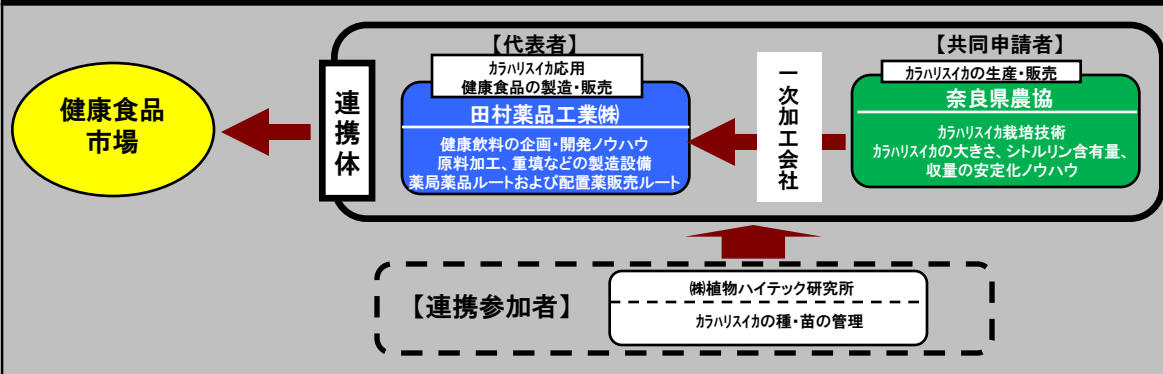 健康食品
市場
連携体
【代表者】
ｶﾗﾊﾘｽｲｶ応用
健康食品の製造・販売
田村薬品工業㈱
健康飲料の企画・開発ノウハウ
原料加工、重填などの製造設備
薬局薬品ルートおよび配置薬販売ルート
一次加工会社
【共同申請者】
ｶﾗﾊﾘｽｲｶの生産・販売
奈良県農協
ｶﾗﾊﾘｽｲｶ栽培技術
ｶﾗﾊﾘｽｲｶの大きさ、シトルリン含有量、
収量の安定化ノウハウ
【連携参加者】
㈱植物ハイテック研究所
ｶﾗﾊﾘｽｲｶの種・苗の管理